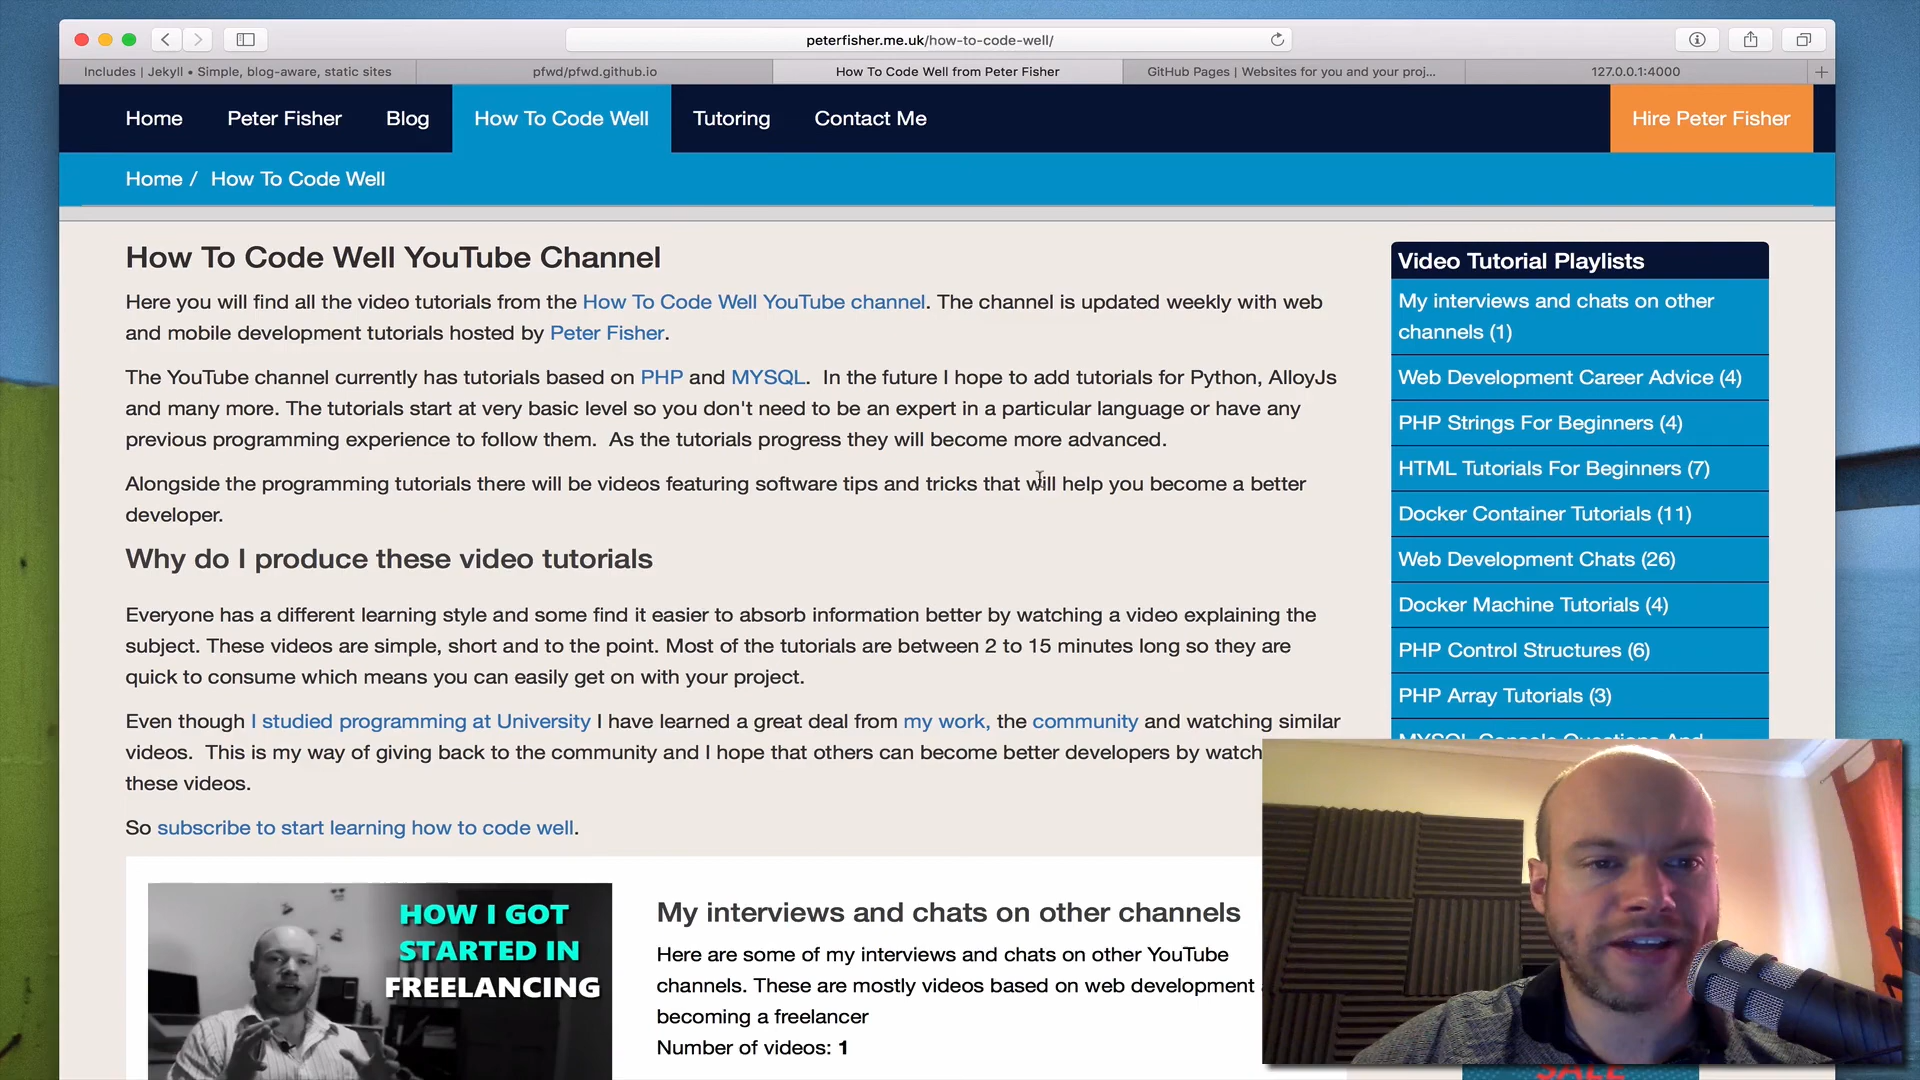 peterfisher.me.uk/how-to-code-well/
Includes | Jekyll • Simple, blog-aware, static sites
pfwd/pfwd.github.io
How To Code Well from Peter Fisher
GitHub Pages | Websites for you and your proj...
127.0.0.1:4000
Home
Peter Fisher
Blog
How To Code Well
Tutoring
Contact Me
Hire Peter Fisher
Home / How To Code Well
How To Code Well YouTube Channel
Here you will find all the video tutorials from the How To Code Well YouTube channel. The channel is updated weekly with web
and mobile development tutorials hosted by Peter Fisher.
The YouTube channel currently has tutorials based on PHP and MYSQL. In the future I hope to add tutorials for Python, AlloyJs
and many more. The tutorials start at very basic level so you don't need to be an expert in a particular language or have any
previous programming experience to follow them. As the tutorials progress they will become more advanced.
Alongside the programming tutorials there will be videos featuring software tips and tricks that will help you become a better
developer.
Why do I produce these video tutorials
Everyone has a different learning style and some find it easier to absorb information better by watching a video explaining the
subject. These videos are simple, short and to the point. Most of the tutorials are between 2 to 15 minutes long so they are
quick to consume which means you can easily get on with your project.
Even though I studied programming at University I have learned a great deal from my work, the community and watching similar
videos. This is my way of giving back to the community and I hope that others can become better developers by watch
these videos.
So subscribe to start learning how to code well.
HOW I GOT
STARTED IN
FREELANCING
My interviews and chats on other channels
Here are some of my interviews and chats on other YouTube
channels. These are mostly videos based on web development
becoming a freelancer
Number of videos: 1
Video Tutorial Playlists
My interviews and chats on other
channels (1)
Web Development Career Advice (4)
PHP Strings For Beginners (4)
HTML Tutorials For Beginners (7)
Docker Container Tutorials (11)
Web Development Chats (26)
Docker Machine Tutorials (4)
PHP Control Structures (6)
PHP Array Tutorials (3)
MYSQL Console Questions And
SALE